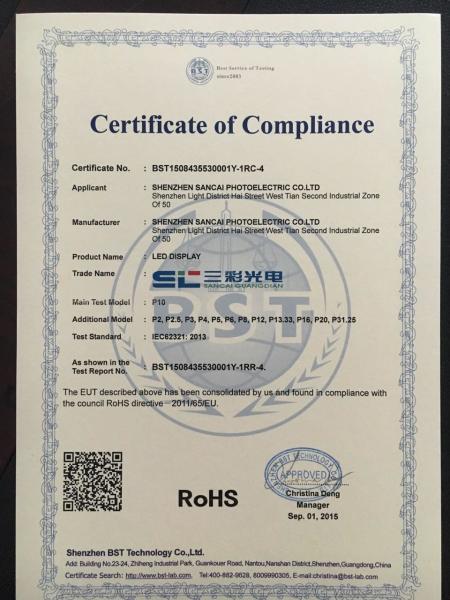 BST
Best Service of Testing
since2003
Certificate of Compliance
Certificate No. : BST1508435530001Y-1RC-4
Applicant : SHENZHEN SANCAI PHOTOELECTRIC CO.LTD
Shenzhen Light District Hai Street West Tian Second Industrial Zone
Of 50
Manufacturer : SHENZHEN SANCAI PHOTOELECTRIC CO.LTD
Shenzhen Light District Hai Street West Tian Second Industrial Zone
Of 50
Product Name : LED DISPLAY
Trade Name : SC 三彩光电
SANCAI GUANGDIAN
Main Test Model : P10
Additional Model : P2, P2.5, P3, P4, P5, P6, P8, P12, P13.33, P16, P20, P31.25
BST
Test Standard : IEC62321: 2013
As shown in the
Test Report No. : BST1508435530001Y-1RR-4.
The EUT described above has been consolidated by us and found in compliance with
the council RoHS directive 2011/65/EU.
RoHS
APPROVED
Christina Deng
Manager
Sep. 01, 2015
Shenzhen BST Technology Co.,Ltd.
Add: Building No.23-24, Zhiheng Industrial Park, Guankouer Road, Nantou,Nanshan District,Shenzhen,Guangdong,China
Certificate Search: http://www.bst-lab.com, Tel:400-882-9628, 8009990305, E-mail:christina@bst-lab.com